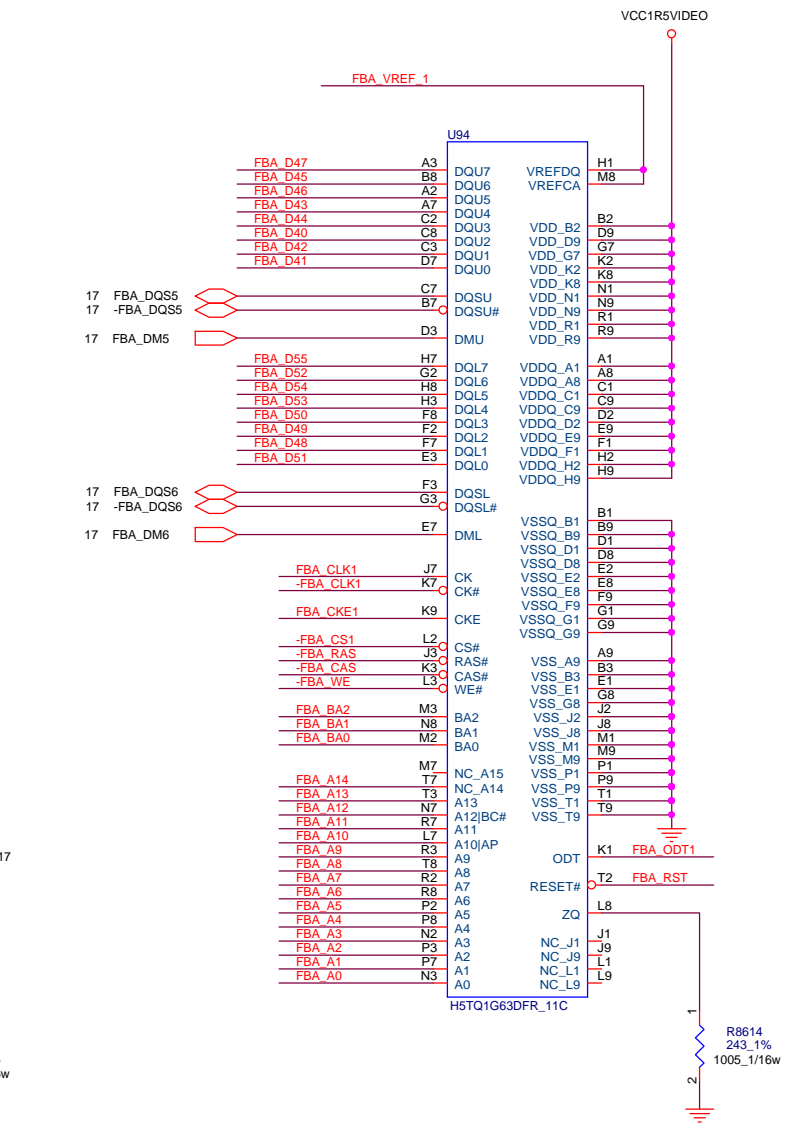 VCC1R5VIDEO
FBA_VREF_1
U94
FBA_D47 A3 DQU7 VREFDQ H1
FBA_D45 B8 DQU6 VREFCA M8
FBA_D46 A2 DQU5
FBA_D43 A7 DQU4
FBA_D44 C2 DQU3 VDD_B2 B2
FBA_D40 C8 DQU2 VDD_D9 D9
FBA_D42 C3 DQU1 VDD_G7 G7
FBA_D41 D7 DQU0 VDD_K2 K2
VDD_K8 K8
17 FBA_DQS5 C7 DQSU VDD_N1 N1
17 -FBA_DQS5 B7 DQSU# VDD_N9 N9
VDD_R1 R1
17 FBA_DM5 D3 DMU VDD_R9 R9
FBA_D55 H7 DQL7 VDDQ_A1 A1
FBA_D52 G2 DQL6 VDDQ_A8 A8
FBA_D54 H8 DQL5 VDDQ_C1 C1
FBA_D53 H3 DQL4 VDDQ_C9 C9
FBA_D50 F8 DQL3 VDDQ_D2 D2
FBA_D49 F2 DQL2 VDDQ_E9 E9
FBA_D48 F7 DQL1 VDDQ_F1 F1
FBA_D51 E3 DQL0 VDDQ_H2 H2
VDDQ_H9 H9
17 FBA_DQS6 F3 DQSL
17 -FBA_DQS6 G3 DQSL#
VSSQ_B1 B1
17 FBA_DM6 E7 DML VSSQ_B9 B9
VSSQ_D1 D1
VSSQ_D8 D8
FBA_CLK1 J7 CK VSSQ_E2 E2
-FBA_CLK1 K7 CK# VSSQ_E8 E8
VSSQ_F9 F9
FBA_CKE1 K9 CKE VSSQ_G1 G1
VSSQ_G9 G9
-FBA_CS1 L2 CS#
-FBA_RAS J3 RAS# VSS_A9 A9
-FBA_CAS K3 CAS# VSS_B3 B3
-FBA_WE L3 WE# VSS_E1 E1
VSS_G8 G8
FBA_BA2 M3 BA2 VSS_J2 J2
FBA_BA1 N8 BA1 VSS_J8 J8
FBA_BA0 M2 BA0 VSS_M1 M1
VSS_M9 M9
M7 NC_A15 VSS_P1 P1
FBA_A14 T7 NC_A14 VSS_P9 P9
FBA_A13 T3 A13 VSS_T1 T1
FBA_A12 N7 A12|BC# VSS_T9 T9
FBA_A11 R7 A11
FBA_A10 L7 A10|AP
17
FBA_A9 R3 A9 ODT K1 FBA_ODT1
FBA_A8 T8 A8
FBA_A7 R2 A7 RESET# T2 FBA_RST
FBA_A6 R8 A6
FBA_A5 P2 A5 ZQ L8
FBA_A4 P8 A4
FBA_A3 N2 A3 NC_J1 J1
FBA_A2 P3 A2 NC_J9 J9
FBA_A1 P7 A1 NC_L1 L1
FBA_A0 N3 A0 NC_L9 L9
H5TQ1G63DFR_11C
1
R8614
243_1%
1005_1/16w
2
w